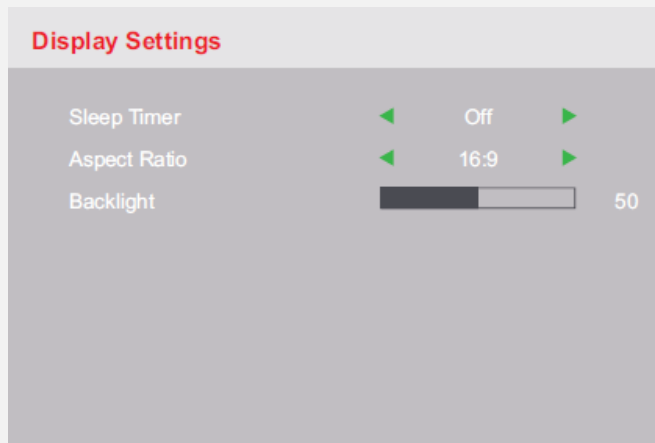 Display Settings
Sleep Timer Off
Aspect Ratio 16:9
Backlight 50